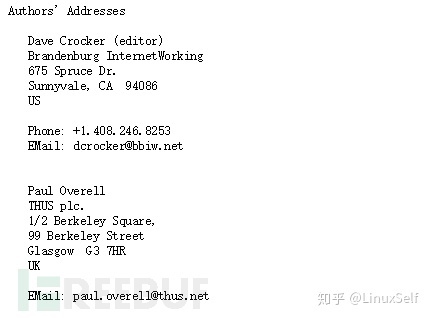 Authors' Addresses
Dave Crocker (editor)
Brandenburg InternetWorking
675 Spruce Dr.
Sunnyvale, CA  94086
US
Phone: +1.408.246.8253
EMail: dcrocker@bbiw.net
Paul Overell
THUS plc.
1/2 Berkeley Square,
99 Berkeley Street
Glasgow  G3 7HR
UK
FREEBUF
EMail: paul.overell@thus.net
知乎 @LinuxSelf